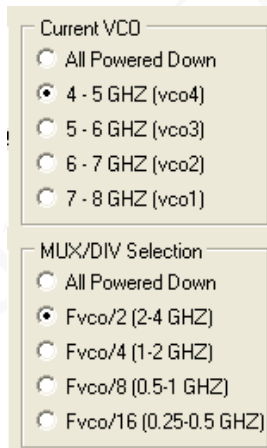 Current VCO
All Powered Down
4 - 5 GHZ (vco4)
5 - 6 GHZ (vco3)
6 - 7 GHZ (vco2)
7 - 8 GHZ (vco1)
MUX/DIV Selection
All Powered Down
Fvco/2 (2-4 GHZ)
Fvco/4 (1-2 GHZ)
Fvco/8 (0.5-1 GHZ)
Fvco/16 (0.25-0.5 GHZ)